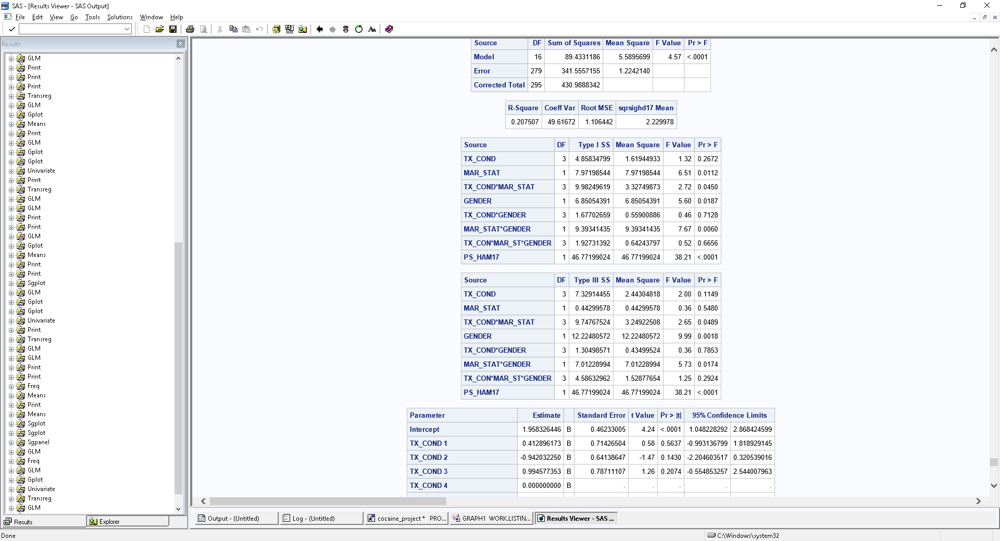 SAS - [Results Viewer - SAS Output]
File Edit View Go Tools Solutions Window Help
Results
GLM
Print
Print
Print
Transreg
GLM
Gplot
Means
Print
GLM
Gplot
Gplot
Univariate
Print
Transreg
GLM
GLM
Print
Print
GLM
Gplot
Means
Print
Print
Sgplot
GLM
Gplot
Gplot
Univariate
Print
Transreg
GLM
GLM
Print
Print
Freq
Means
Print
Means
Sgplot
Sgplot
Sgpanel
GLM
Freq
GLM
Gplot
Univariate
Transreg
GLM
Results Explorer
Source DF Sum of Squares Mean Square F Value Pr > F
Model 16 89.4331186 5.5895699 4.57 <.0001
Error 279 341.5557155 1.2242140
Corrected Total 295 430.9888342
R-Square Coeff Var Root MSE sqrsighd17 Mean
0.207507 49.61672 1.106442 2.229978
Source DF Type I SS Mean Square F Value Pr > F
TX_COND 3 4.85834799 1.61944933 1.32 0.2672
MAR_STAT 1 7.97198544 7.97198544 6.51 0.0112
TX_COND*MAR_STAT 3 9.98249619 3.32749873 2.72 0.0450
GENDER 1 6.85054391 6.85054391 5.60 0.0187
TX_COND*GENDER 3 1.67702659 0.55900886 0.46 0.7128
MAR_STAT*GENDER 1 9.39341435 9.39341435 7.67 0.0060
TX_CON*MAR_ST*GENDER 3 1.92731392 0.64243797 0.52 0.6656
PS_HAM17 1 46.77199024 46.77199024 38.21 <.0001
Source DF Type III SS Mean Square F Value Pr > F
TX_COND 3 7.32914455 2.44304818 2.00 0.1149
MAR_STAT 1 0.44299578 0.44299578 0.36 0.5480
TX_COND*MAR_STAT 3 9.74767524 3.24922508 2.65 0.0489
GENDER 1 12.22480572 12.22480572 9.99 0.0018
TX_COND*GENDER 3 1.30498571 0.43499524 0.36 0.7853
MAR_STAT*GENDER 1 7.01228994 7.01228994 5.73 0.0174
TX_CON*MAR_ST*GENDER 3 4.58632962 1.52877654 1.25 0.2924
PS_HAM17 1 46.77199024 46.77199024 38.21 <.0001
Parameter Estimate Standard Error t Value Pr > |t| 95% Confidence Limits
Intercept 1.958326446 B 0.46233005 4.24 <.0001 1.048228292 2.868424599
TX_COND 1 0.412896173 B 0.71426504 0.58 0.5637 -0.993136799 1.818929145
TX_COND 2 -0.942032250 B 0.64138647 -1.47 0.1430 -2.204603517 0.320539016
TX_COND 3 0.994577353 B 0.78711107 1.26 0.2074 -0.554853257 2.544007963
TX_COND 4 0.000000000 B . . . . .
Output - (Untitled) Log - (Untitled) cocaine_project * PRO... GRAPH1 WORK.LISTIN... Results Viewer - SAS ...
Done C:\Windows\system32